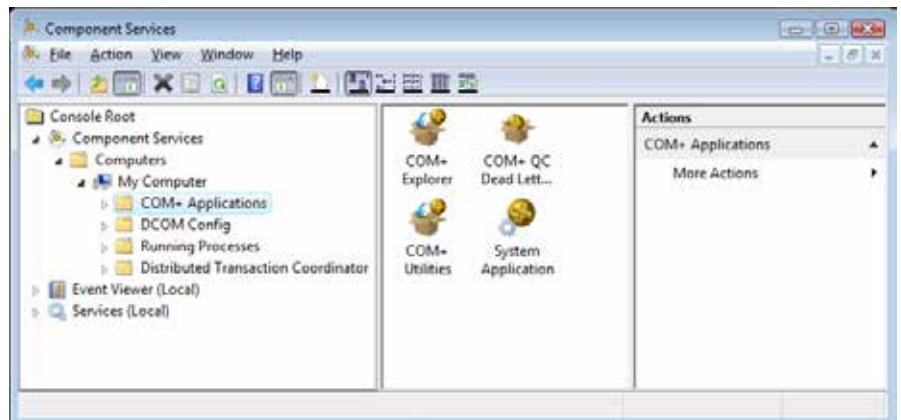 Component Services
File Action View Window Help
Console Root
Component Services
Computers
My Computer
COM+ Applications
DCOM Config
Running Processes
Distributed Transaction Coordinator
Event Viewer (Local)
Services (Local)
COM+ Explorer
COM+ QC Dead Lett...
COM+ Utilities
System Application
Actions
COM+ Applications
More Actions